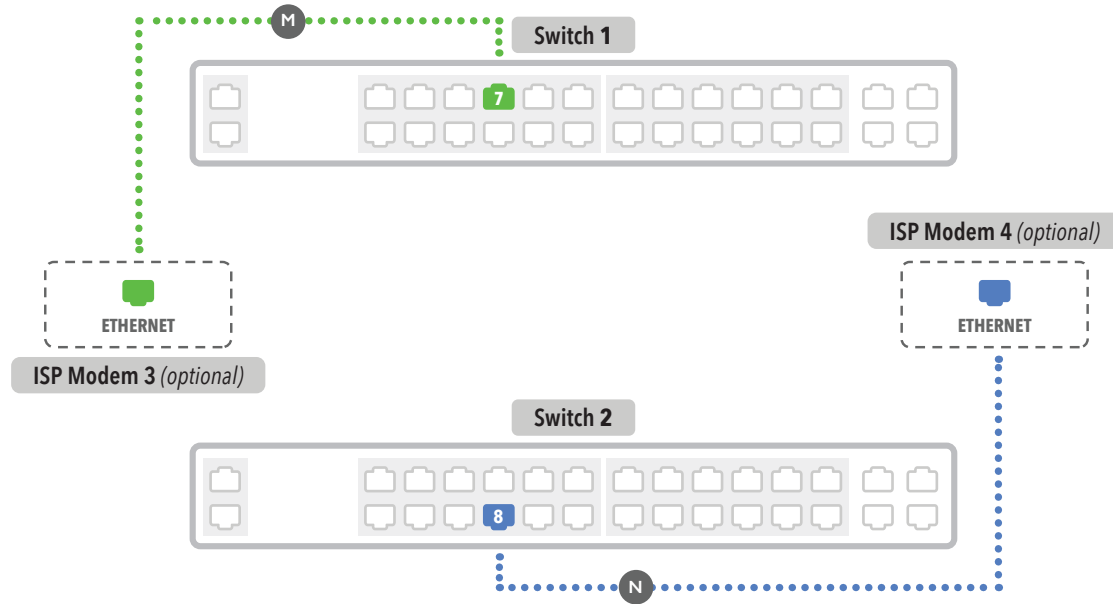 M
Switch 1
7
ISP Modem 4 (optional)
ETHERNET
ETHERNET
ISP Modem 3 (optional)
Switch 2
8
N